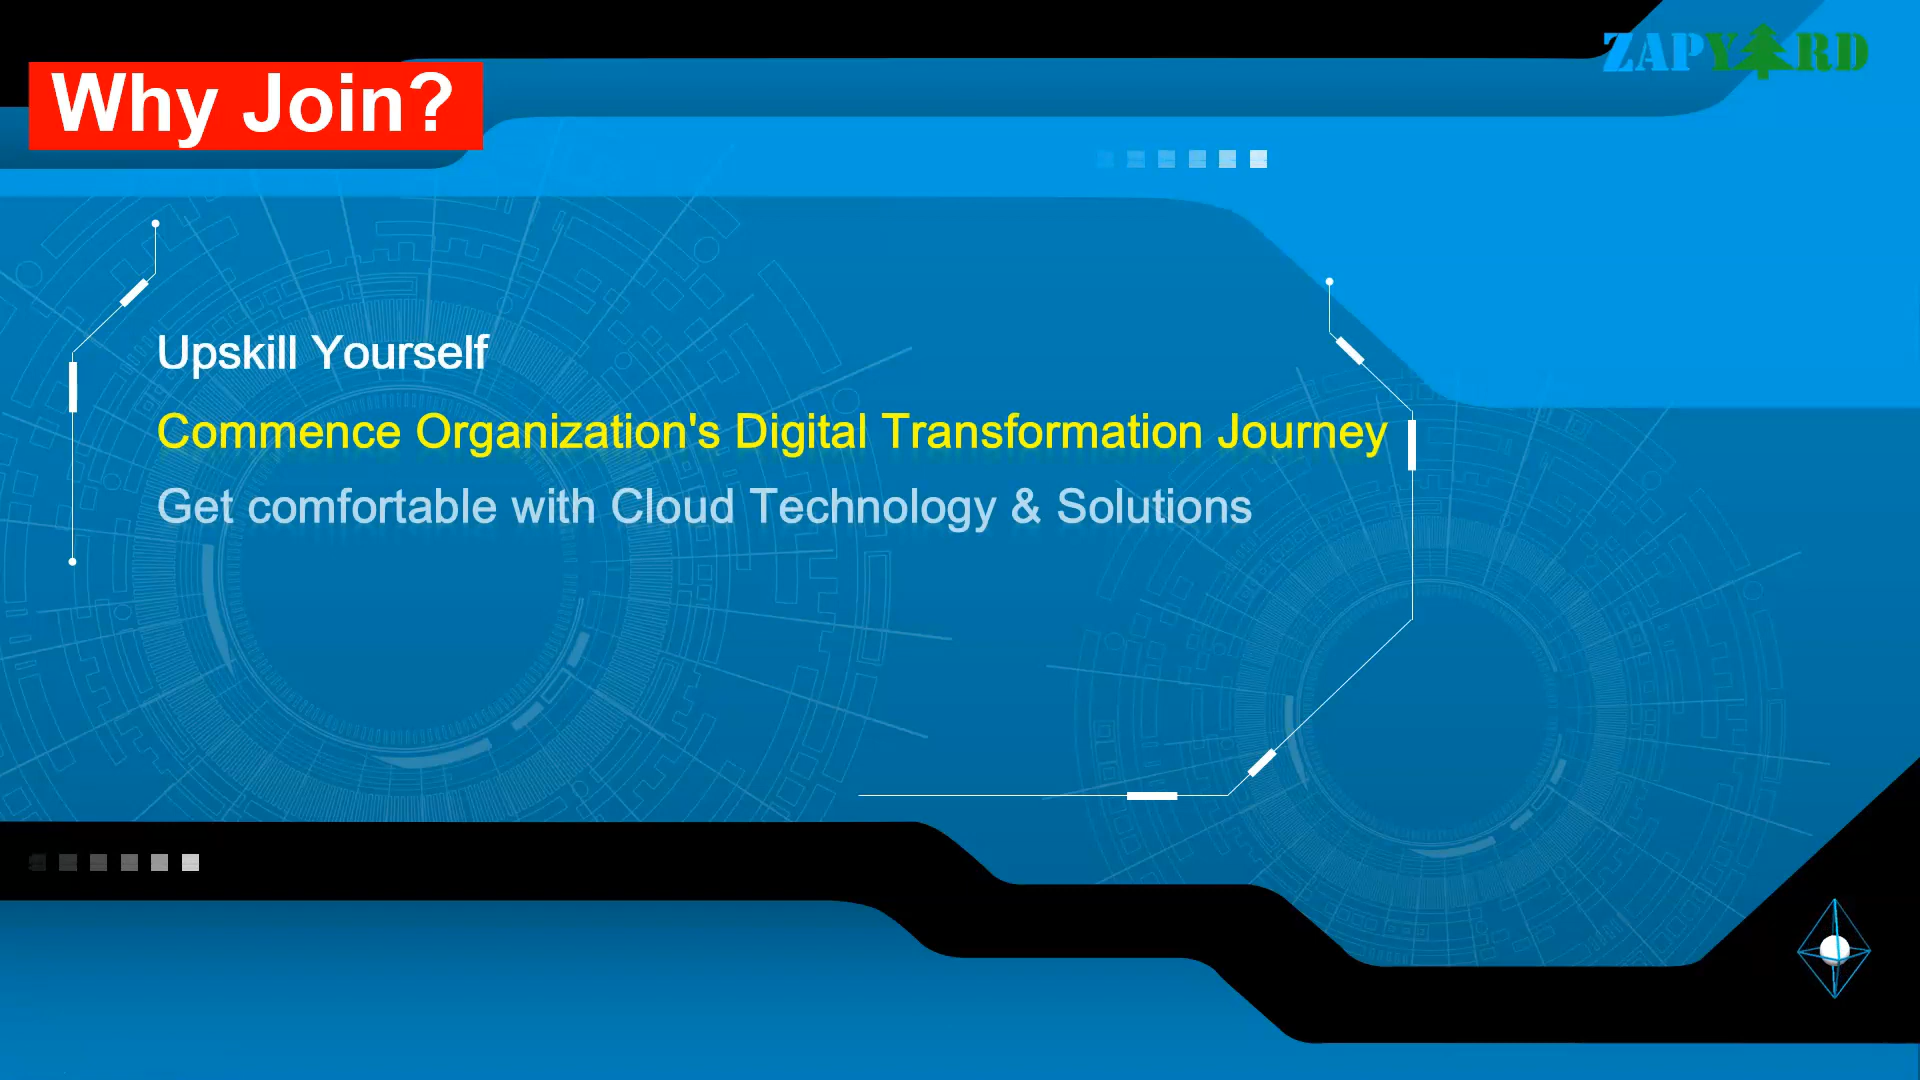 ZAPYARD
Why Join?
Upskill Yourself
Commence Organization's Digital Transformation Journey
Get comfortable with Cloud Technology & Solutions